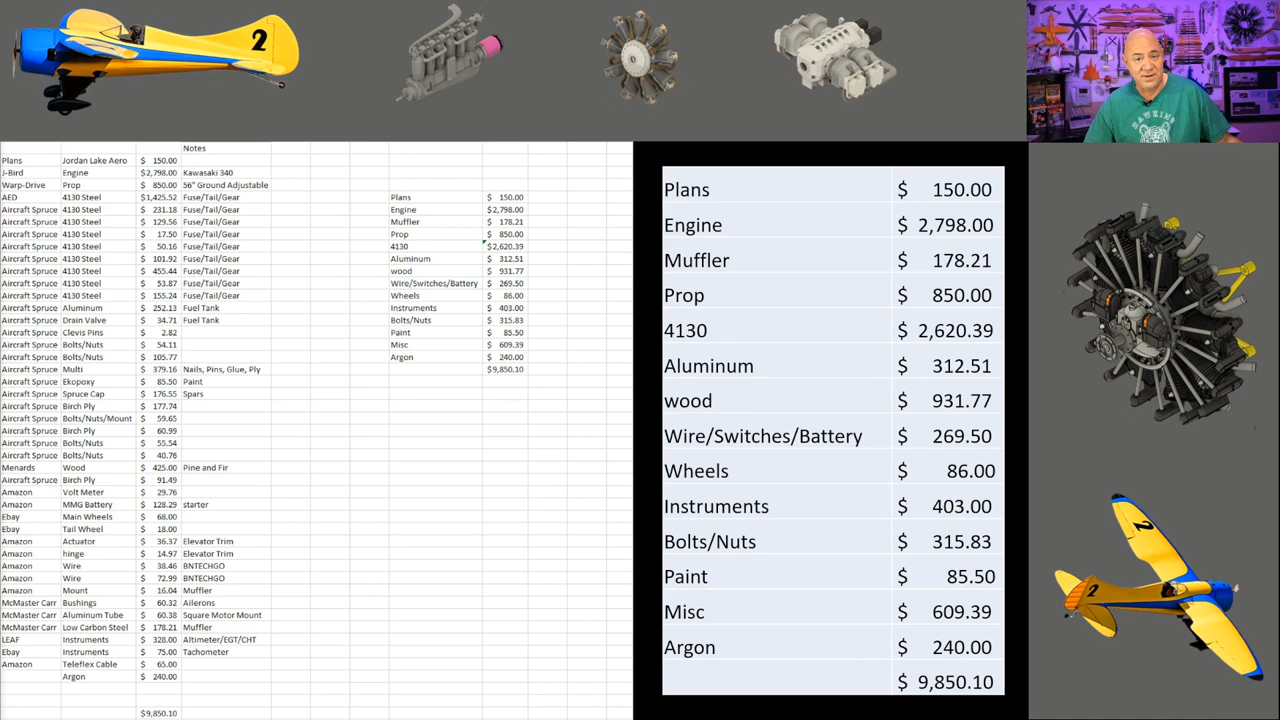 2
HAWKINS
Notes
Plans Jordan Lake Aero $ 150.00
J-Bird Engine $2,798.00 Kawasaki 340
Warp-Drive Prop $ 850.00 56" Ground Adjustable
AED 4130 Steel $1,425.52 Fuse/Tail/Gear
Aircraft Spruce 4130 Steel $ 231.18 Fuse/Tail/Gear
Aircraft Spruce 4130 Steel $ 129.56 Fuse/Tail/Gear
Aircraft Spruce 4130 Steel $ 17.50 Fuse/Tail/Gear
Aircraft Spruce 4130 Steel $ 50.16 Fuse/Tail/Gear
Aircraft Spruce 4130 Steel $ 101.92 Fuse/Tail/Gear
Aircraft Spruce 4130 Steel $ 455.44 Fuse/Tail/Gear
Aircraft Spruce 4130 Steel $ 53.87 Fuse/Tail/Gear
Aircraft Spruce 4130 Steel $ 155.24 Fuse/Tail/Gear
Aircraft Spruce Aluminum $ 252.13 Fuel Tank
Aircraft Spruce Drain Valve $ 34.71 Fuel Tank
Aircraft Spruce Clevis Pins $ 2.82
Aircraft Spruce Bolts/Nuts $ 54.11
Aircraft Spruce Bolts/Nuts $ 105.77
Aircraft Spruce Multi $ 379.16 Nails, Pins, Glue, Ply
Aircraft Spruce Ekopoxy $ 85.50 Paint
Aircraft Spruce Spruce Cap $ 176.55 Spars
Aircraft Spruce Birch Ply $ 177.74
Aircraft Spruce Bolts/Nuts/Mount $ 59.65
Aircraft Spruce Birch Ply $ 60.99
Aircraft Spruce Bolts/Nuts $ 55.54
Aircraft Spruce Bolts/Nuts $ 40.76
Menards Wood $ 425.00 Pine and Fir
Aircraft Spruce Birch Ply $ 91.49
Amazon Volt Meter $ 29.76
Amazon MMG Battery $ 128.29 starter
Ebay Main Wheels $ 68.00
Ebay Tail Wheel $ 18.00
Amazon Actuator $ 36.37 Elevator Trim
Amazon hinge $ 14.97 Elevator Trim
Amazon Wire $ 38.46 BNTECHGO
Amazon Wire $ 72.99 BNTECHGO
Amazon Mount $ 16.04 Muffler
McMaster Carr Bushings $ 60.32 Ailerons
McMaster Carr Aluminum Tube $ 60.38 Square Motor Mount
McMaster Carr Low Carbon Steel $ 178.21 Muffler
LEAF Instruments $ 328.00 Altimeter/EGT/CHT
Ebay Instruments $ 75.00 Tachometer
Amazon Teleflex Cable $ 65.00
Argon $ 240.00
$9,850.10
Plans $ 150.00
Engine $2,798.00
Muffler $ 178.21
Prop $ 850.00
4130 $2,620.39
Aluminum $ 312.51
wood $ 931.77
Wire/Switches/Battery $ 269.50
Wheels $ 86.00
Instruments $ 403.00
Bolts/Nuts $ 315.83
Paint $ 85.50
Misc $ 609.39
Argon $ 240.00
$9,850.10
Plans $ 150.00
Engine $ 2,798.00
Muffler $ 178.21
Prop $ 850.00
4130 $ 2,620.39
Aluminum $ 312.51
wood $ 931.77
Wire/Switches/Battery $ 269.50
Wheels $ 86.00
Instruments $ 403.00
Bolts/Nuts $ 315.83
Paint $ 85.50
Misc $ 609.39
Argon $ 240.00
$ 9,850.10
2
2